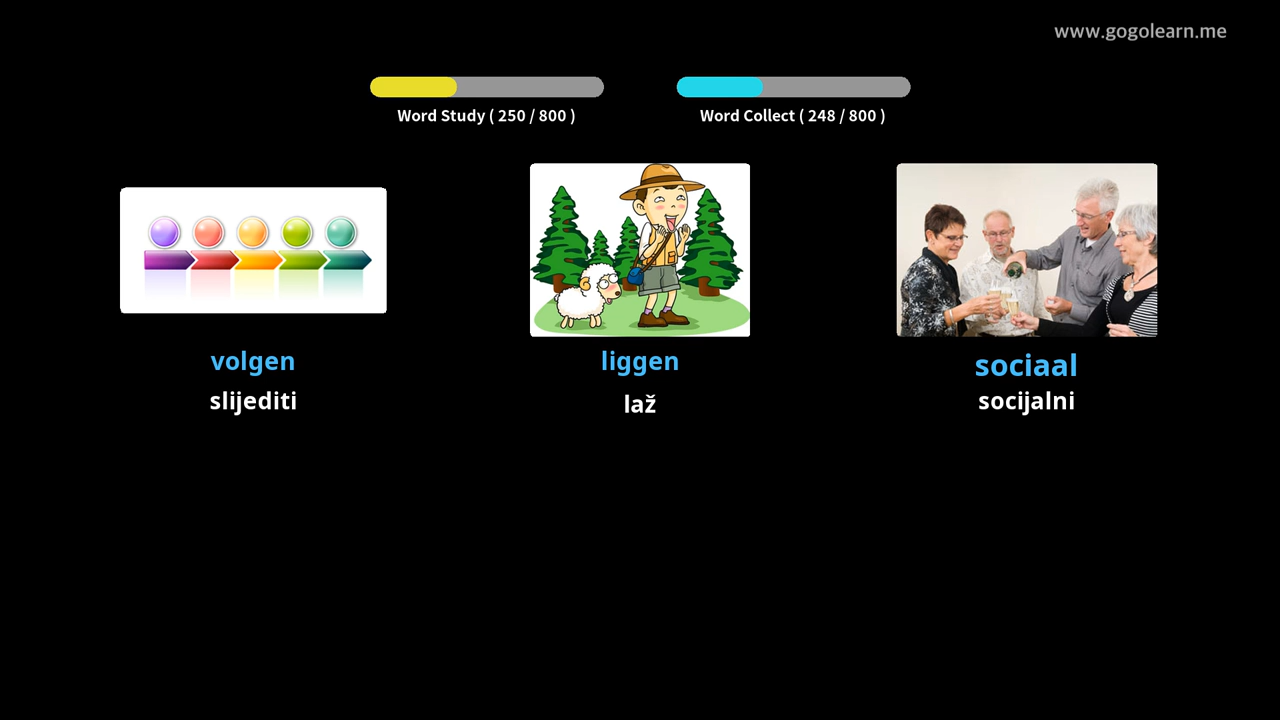 www.gogolearn.me
Word Study ( 250 / 800 )
Word Collect ( 248 / 800 )
volgen
slijediti
liggen
laž
sociaal
socijalni